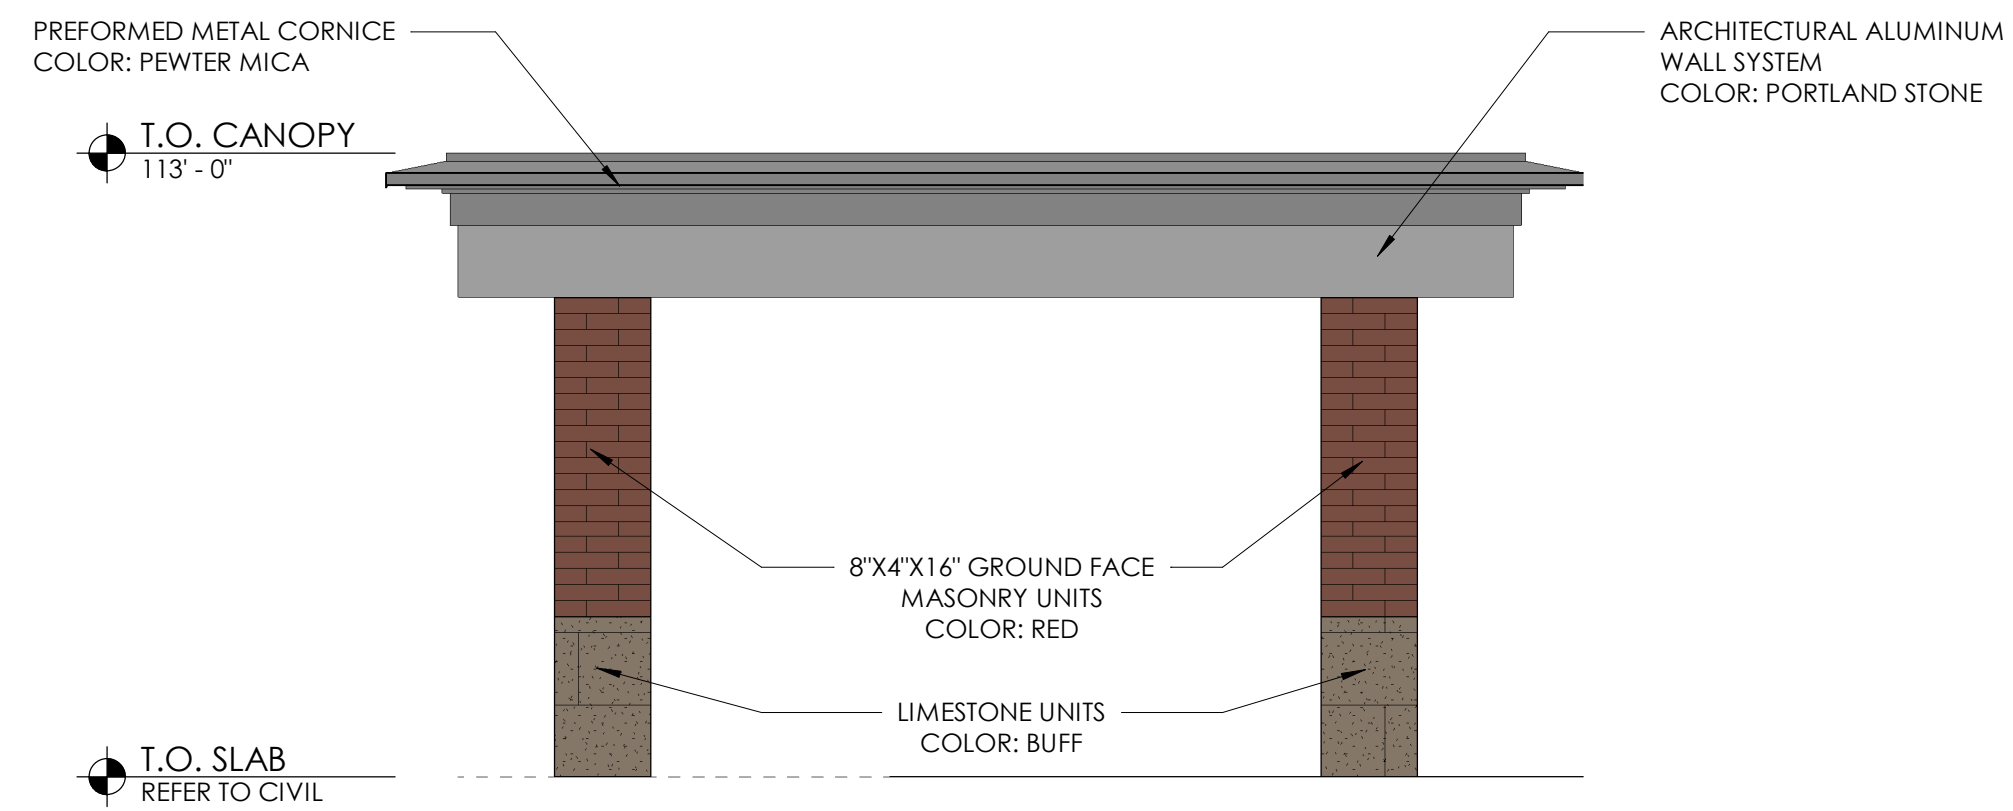 PREFORMED METAL CORNICE
COLOR: PEWTER MICA
ARCHITECTURAL ALUMINUM
WALL SYSTEM
COLOR: PORTLAND STONE
T.O. CANOPY
113' - 0"
8"X4"X16" GROUND FACE
MASONRY UNITS
COLOR: RED
LIMESTONE UNITS
COLOR: BUFF
T.O. SLAB
REFER TO CIVIL